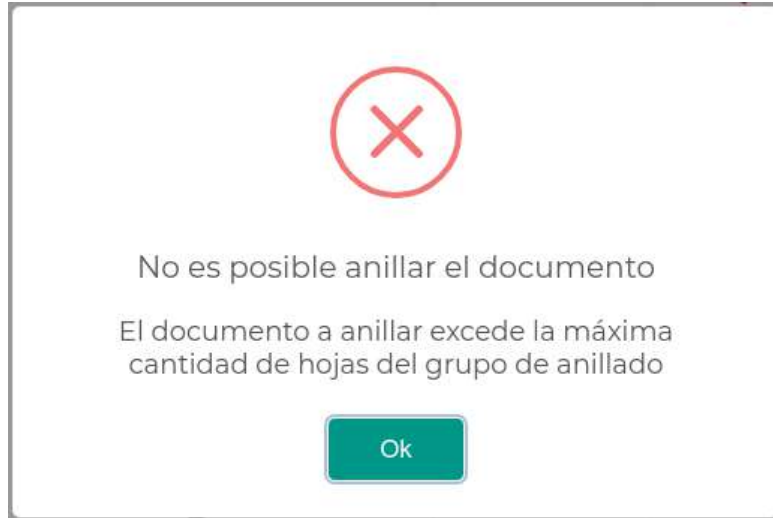 No es posible anillar el documento
El documento a anillar excede la máxima
cantidad de hojas del grupo de anillado
Ok